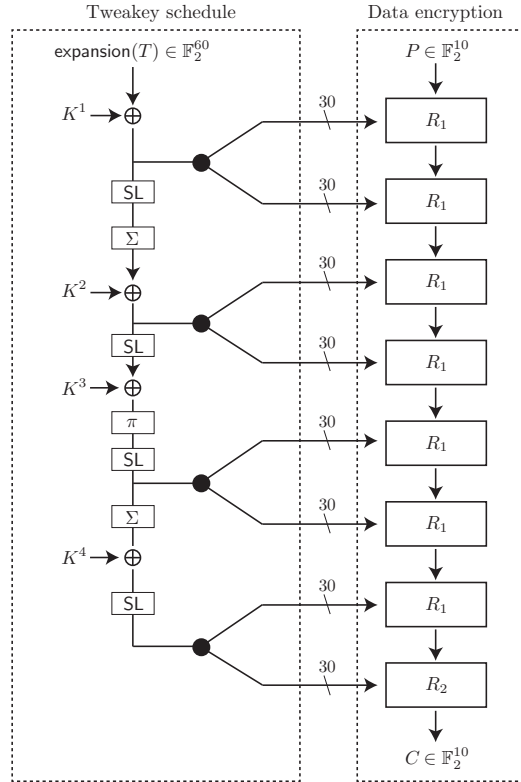 Tweakey schedule
Data encryption
expansion(T) ∈ 𝔽₂⁶⁰
P ∈ 𝔽₂¹⁰
K¹
30
R₁
SL
30
R₁
Σ
K²
30
R₁
SL
30
R₁
K³
π
SL
30
R₁
Σ
30
R₁
K⁴
SL
30
R₁
30
R₂
C ∈ 𝔽₂¹⁰